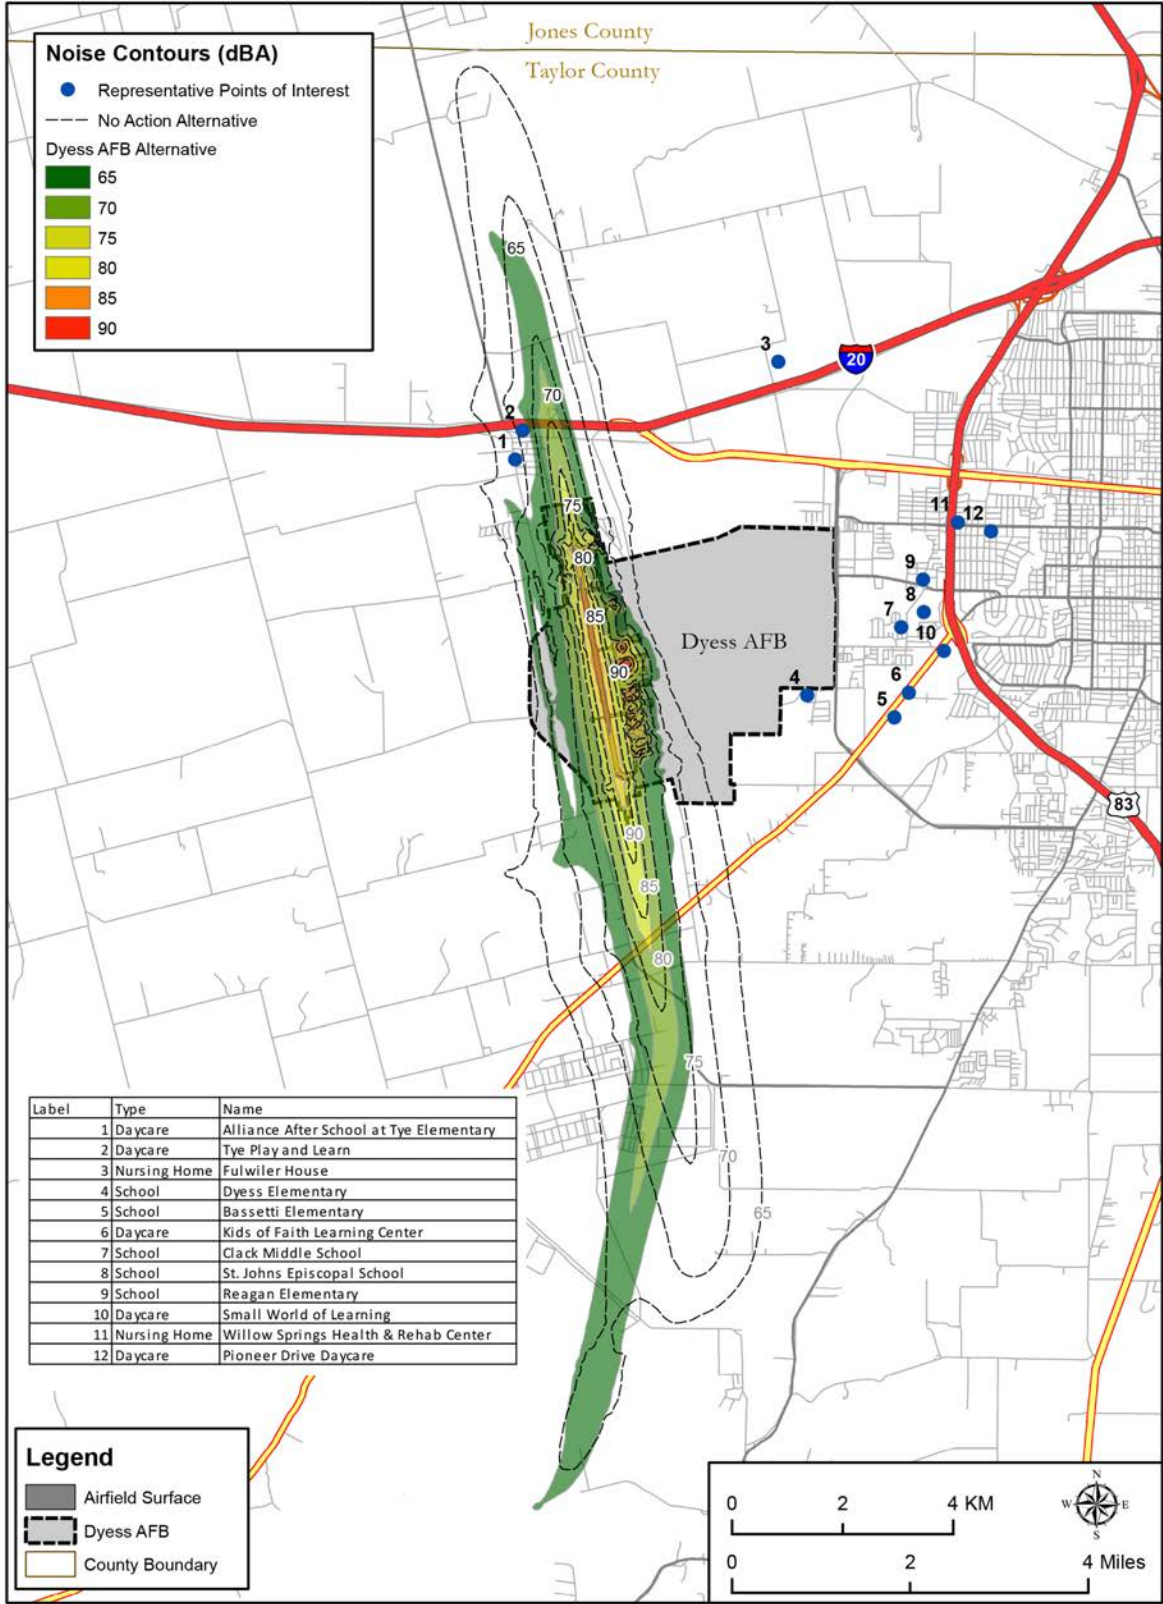 Jones County
Taylor County
Noise Contours (dBA)
Representative Points of Interest
No Action Alternative
Dyess AFB Alternative
65
70
75
80
85
90
65
70
75
80
85
90
90
85
80
75
70
65
20
83
3
2
1
11
12
9
8
7
10
6
5
4
Dyess AFB
Label Type Name
1 Daycare Alliance After School at Tye Elementary
2 Daycare Tye Play and Learn
3 Nursing Home Fulwiler House
4 School Dyess Elementary
5 School Bassetti Elementary
6 Daycare Kids of Faith Learning Center
7 School Clack Middle School
8 School St. Johns Episcopal School
9 School Reagan Elementary
10 Daycare Small World of Learning
11 Nursing Home Willow Springs Health & Rehab Center
12 Daycare Pioneer Drive Daycare
Legend
Airfield Surface
Dyess AFB
County Boundary
0 2 4 KM
0 2 4 Miles
N
W E
S